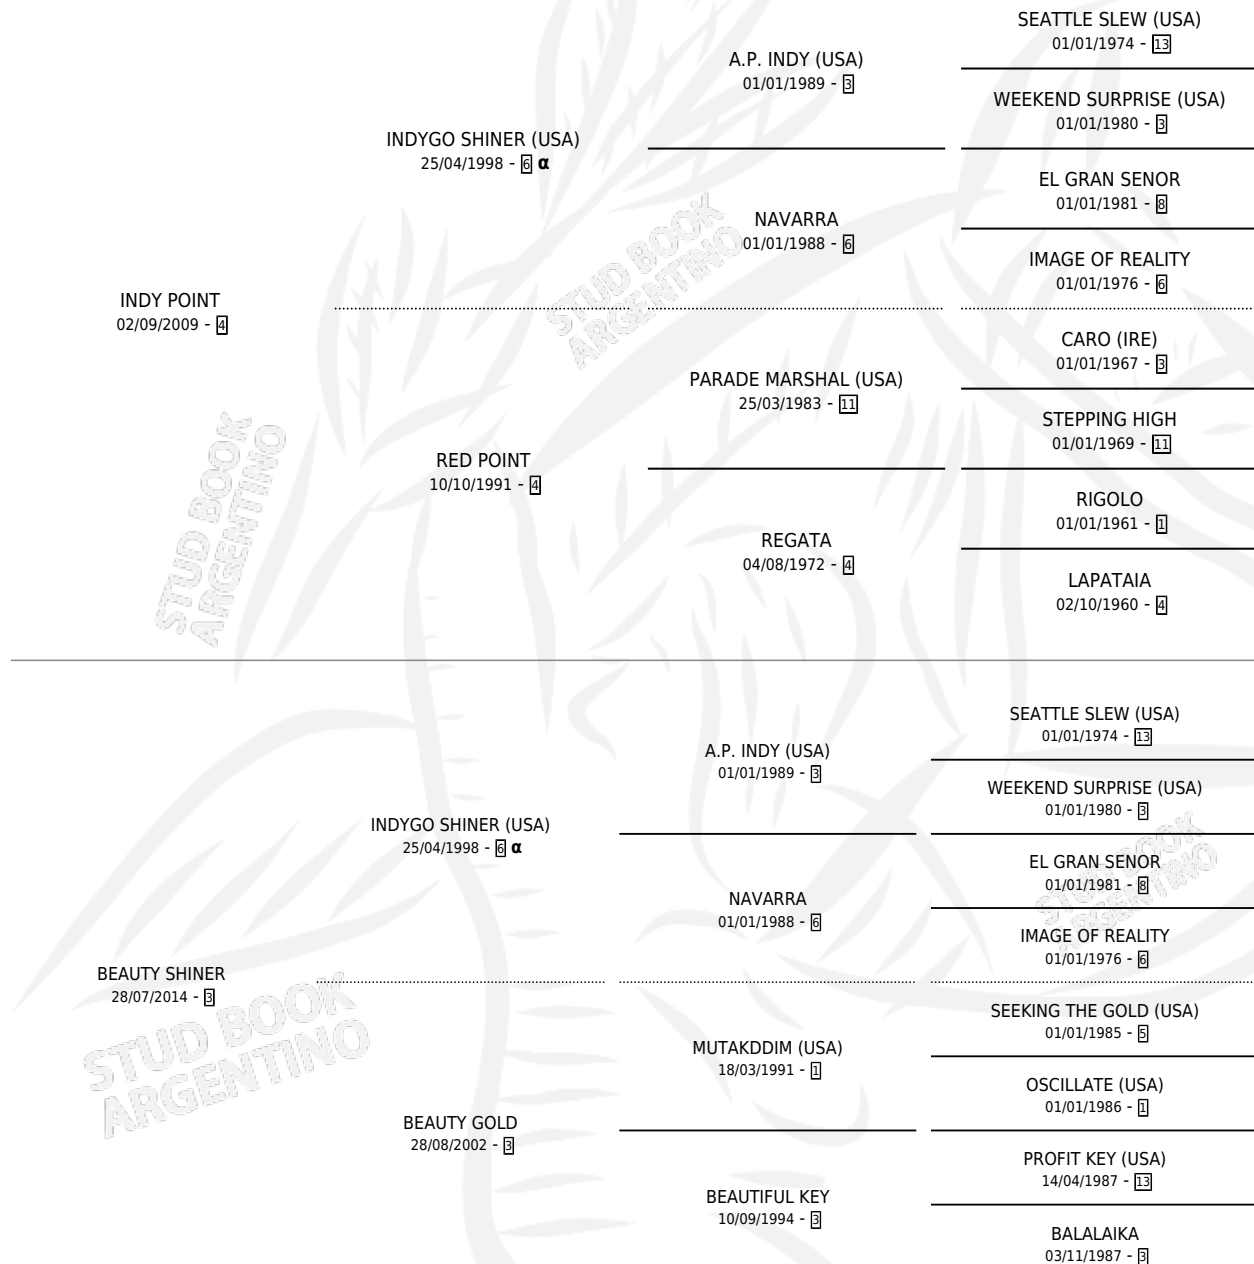 SEATTLE SLEW (USA)
01/01/1974 - 13
A.P. INDY (USA)
01/01/1989 - 3
WEEKEND SURPRISE (USA)
01/01/1980 - 3
INDYGO SHINER (USA)
25/04/1998 - 6 α
EL GRAN SENOR
01/01/1981 - 8
NAVARRA
01/01/1988 - 6
IMAGE OF REALITY
01/01/1976 - 6
INDY POINT
02/09/2009 - 4
CARO (IRE)
01/01/1967 - 3
PARADE MARSHAL (USA)
25/03/1983 - 11
STEPPING HIGH
01/01/1969 - 11
RED POINT
10/10/1991 - 4
RIGOLO
01/01/1961 - 1
REGATA
04/08/1972 - 4
LAPATAIA
02/10/1960 - 4
STUD BOOK
ARGENTINO
STUD BOOK
ARGENTINO
SEATTLE SLEW (USA)
01/01/1974 - 13
A.P. INDY (USA)
01/01/1989 - 3
WEEKEND SURPRISE (USA)
01/01/1980 - 3
INDYGO SHINER (USA)
25/04/1998 - 6 α
EL GRAN SENOR
01/01/1981 - 8
NAVARRA
01/01/1988 - 6
IMAGE OF REALITY
01/01/1976 - 6
BEAUTY SHINER
28/07/2014 - 3
SEEKING THE GOLD (USA)
01/01/1985 - 5
MUTAKDDIM (USA)
18/03/1991 - 1
OSCILLATE (USA)
01/01/1986 - 1
BEAUTY GOLD
28/08/2002 - 3
PROFIT KEY (USA)
14/04/1987 - 13
BEAUTIFUL KEY
10/09/1994 - 3
BALALAIKA
03/11/1987 - 3
STUD BOOK
ARGENTINO
STUD BOOK
ARGENTINO